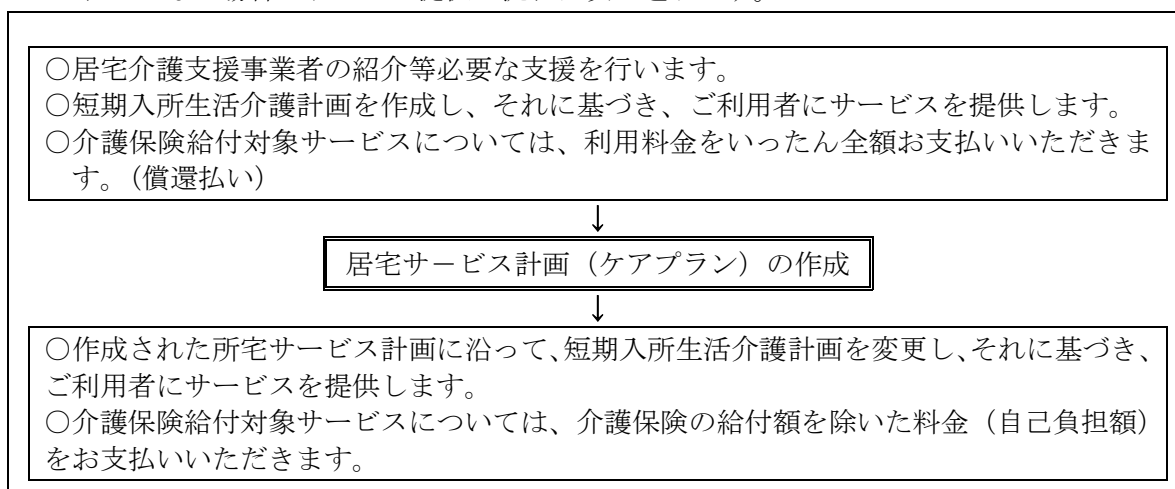 ○居宅介護支援事業者の紹介等必要な支援を行います。
○短期入所生活介護計画を作成し、それに基づき、ご利用者にサービスを提供します。
○介護保険給付対象サービスについては、利用料金をいったん全額お支払いいただきま
す。(償還払い)
↓
居宅サービス計画（ケアプラン）の作成
↓
○作成された所宅サービス計画に沿って、短期入所生活介護計画を変更し、それに基づき、
ご利用者にサービスを提供します。
○介護保険給付対象サービスについては、介護保険の給付額を除いた料金（自己負担額）
をお支払いいただきます。